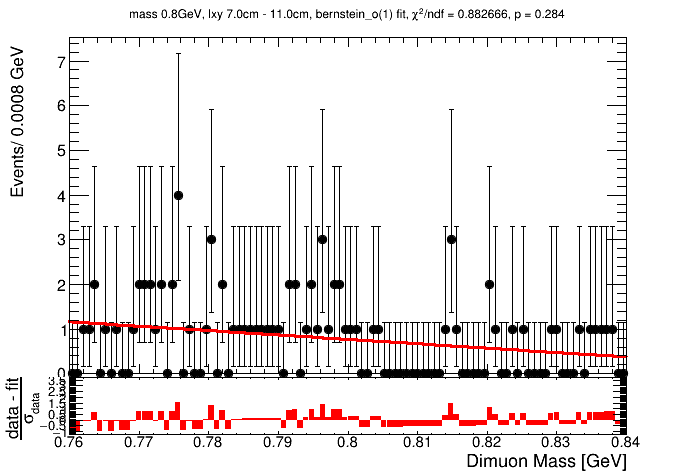 mass 0.8GeV, lxy 7.0cm - 11.0cm, bernstein_o(1) fit, χ²/ndf = 0.882666, p = 0.284
Events/ 0.0008 GeV
7
6
5
4
3
2
1
0
data - fit
σdata
0.76 0.77 0.78 0.79 0.8 0.81 0.82 0.83 0.84
Dimuon Mass [GeV]